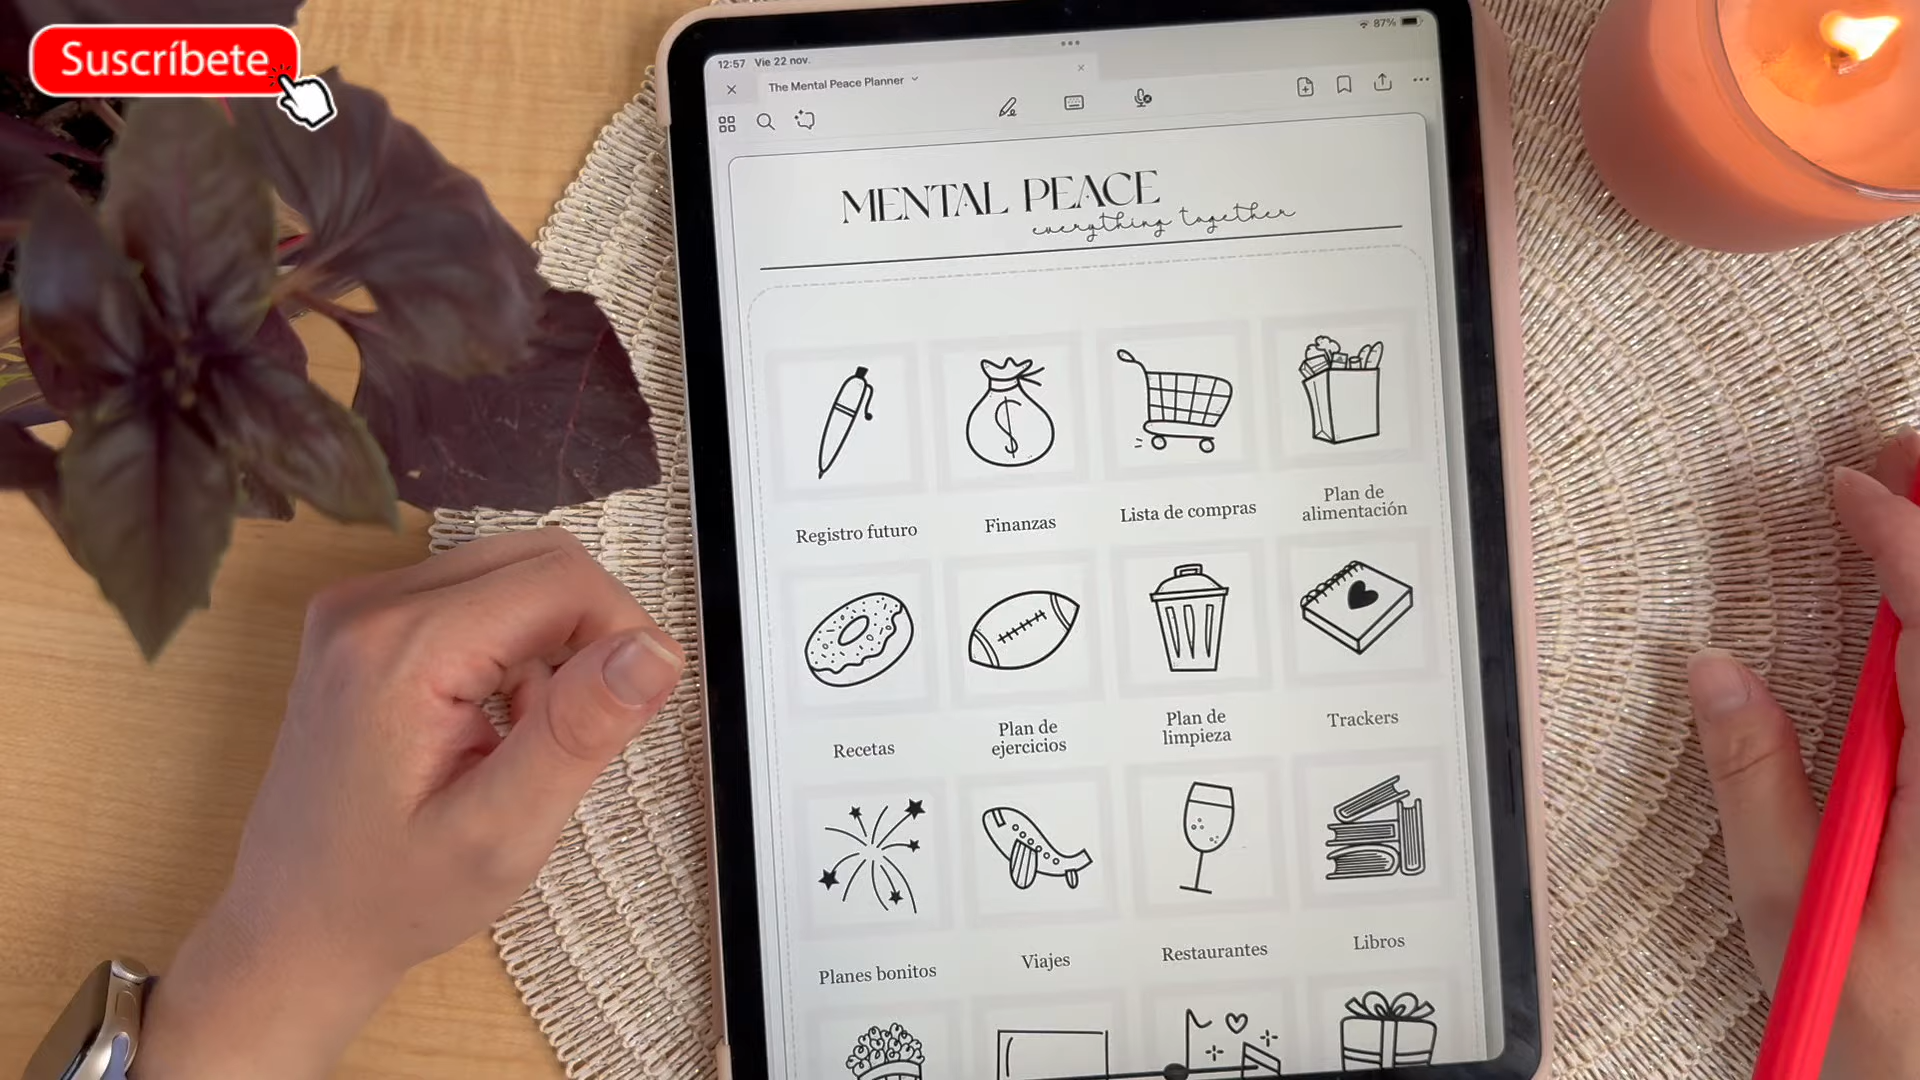 Suscríbete
12:57 Vie 22 nov.
87%
The Mental Peace Planner
MENTAL PEACE
everything together
Registro futuro
Finanzas
Lista de compras
Plan de
alimentación
Recetas
Plan de
ejercicios
Plan de
limpieza
Trackers
Planes bonitos
Viajes
Restaurantes
Libros